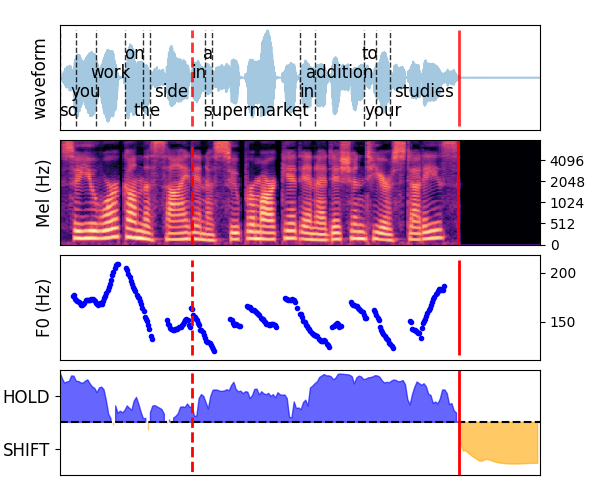 waveform
on a to
work in addition
you side in studies
so the supermarket your
Mel (Hz)
4096
2048
1024
512
0
F0 (Hz)
200
150
HOLD
SHIFT